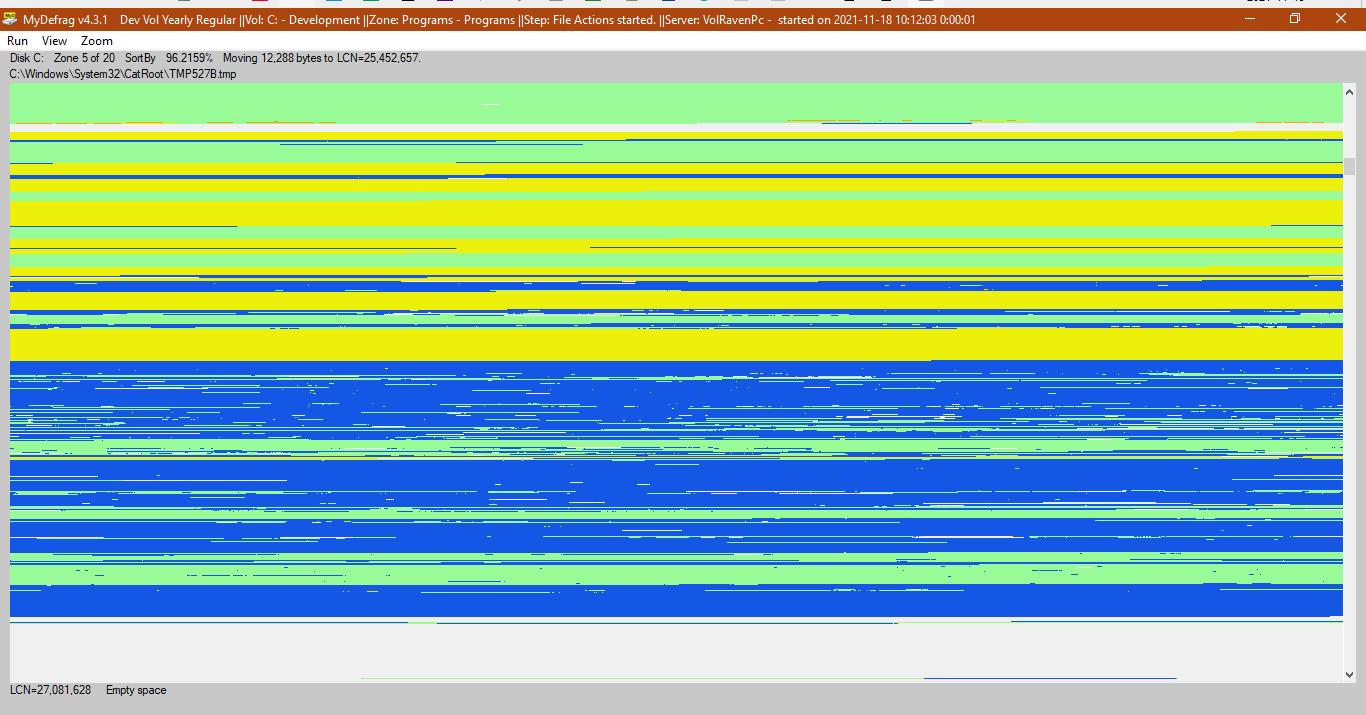 MyDefrag v4.3.1 Dev Vol Yearly Regular ||Vol: C: - Development ||Zone: Programs - Programs ||Step: File Actions started. ||Server: VolRavenPc - started on 2021-11-18 10:12:03 0:00:01
Run View Zoom
Disk C: Zone 5 of 20 SortBy 96.2159% Moving 12,288 bytes to LCN=25,452,657.
C:\Windows\System32\CatRoot\TMP527B.tmp
LCN=27,081,628 Empty space